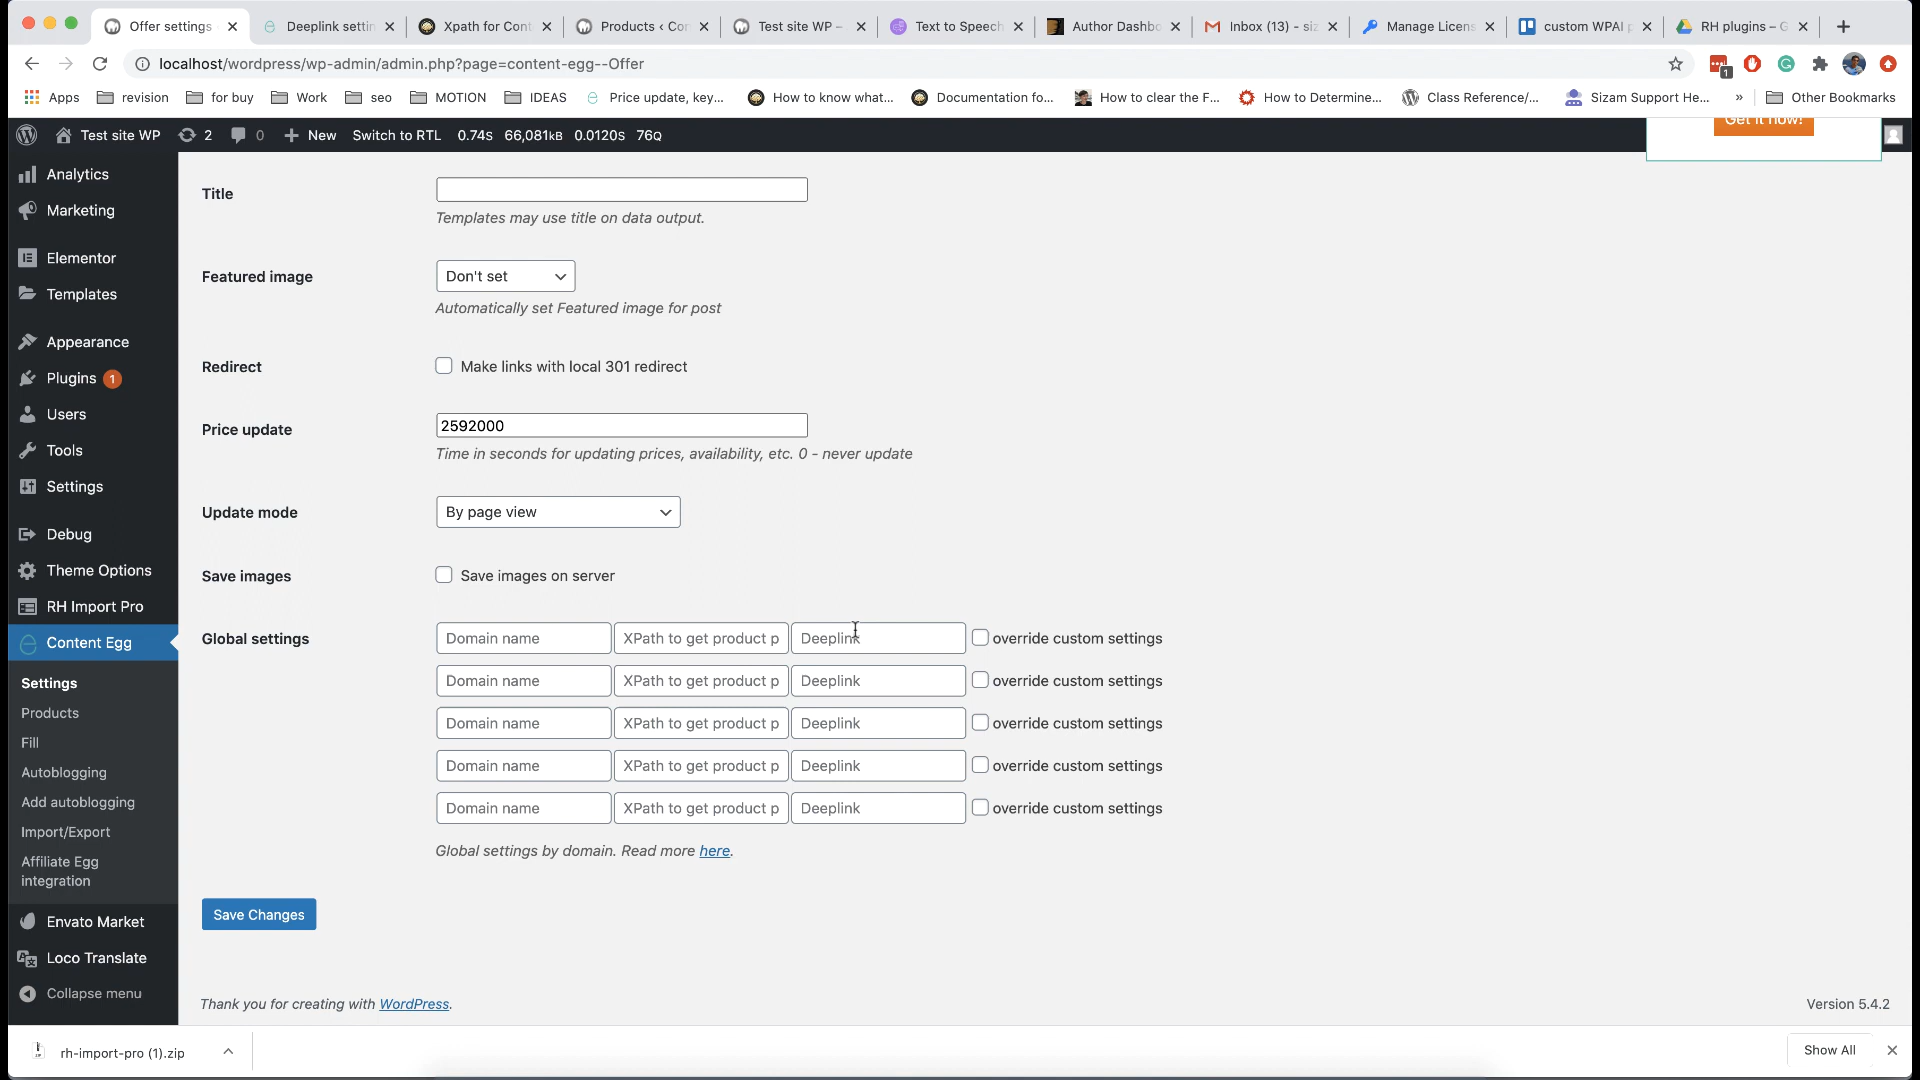 Offer settings
Deeplink settin
Xpath for Cont
Products ‹ Con
Test site WP –
Text to Speech
Author Dashbo
Inbox (13) - siz
Manage Licens
custom WPAI p
RH plugins – G
localhost/wordpress/wp-admin/admin.php?page=content-egg--Offer
1
Apps
revision
for buy
Work
seo
MOTION
IDEAS
Price update, key...
How to know what...
Documentation fo...
How to clear the F...
How to Determine...
Class Reference/...
Sizam Support He...
»
Other Bookmarks
Test site WP
2
0
New
Switch to RTL
0.74S 66,081KB 0.0120S 76Q
Get it now!
Analytics
Marketing
Elementor
Templates
Appearance
Plugins 1
Users
Tools
Settings
Debug
Theme Options
RH Import Pro
Content Egg
Settings
Products
Fill
Autoblogging
Add autoblogging
Import/Export
Affiliate Egg
integration
Envato Market
Loco Translate
Collapse menu
Title
Templates may use title on data output.
Featured image
Don't set
Automatically set Featured image for post
Redirect
Make links with local 301 redirect
Price update
2592000
Time in seconds for updating prices, availability, etc. 0 - never update
Update mode
By page view
Save images
Save images on server
Global settings
Domain name XPath to get product p Deeplink override custom settings
Domain name XPath to get product p Deeplink override custom settings
Domain name XPath to get product p Deeplink override custom settings
Domain name XPath to get product p Deeplink override custom settings
Domain name XPath to get product p Deeplink override custom settings
Global settings by domain. Read more here.
Save Changes
Thank you for creating with WordPress.
Version 5.4.2
rh-import-pro (1).zip
Show All